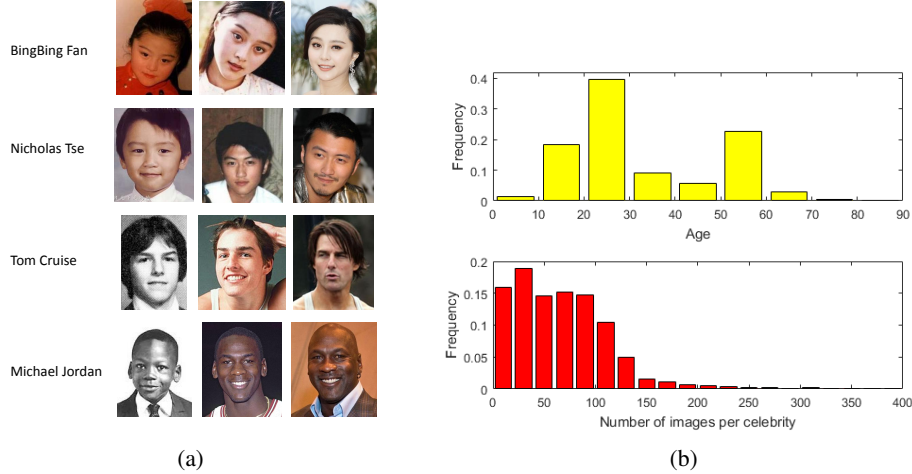 BingBing Fan
Nicholas Tse
Tom Cruise
Michael Jordan
(a)
Frequency
0.4
0.3
0.2
0.1
0
0 10 20 30 40 50 60 70 80 90
Age
Frequency
0.2
0.15
0.1
0.05
0
0 50 100 150 200 250 300 350 400
Number of images per celebrity
(b)